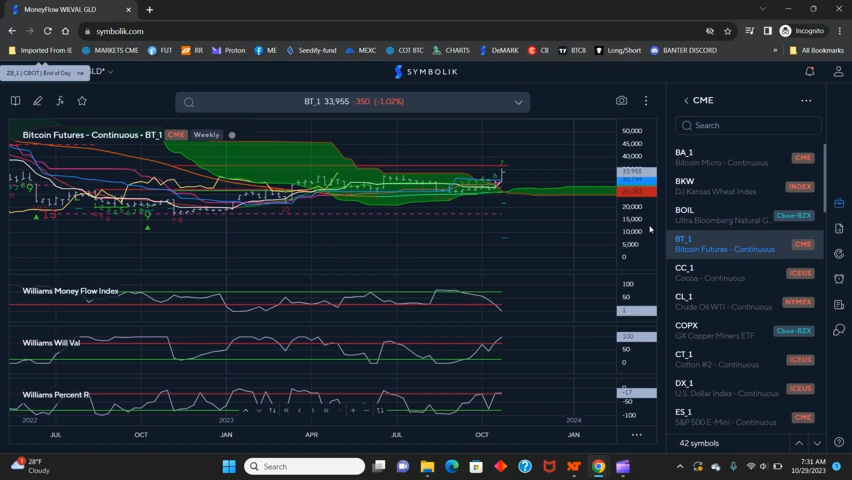 MoneyFlow WILVAL GLD
symbolik.com
Incognito
Imported From IE
MARKETS CME
FUT
RR
Proton
ME
Seedify-fund
MEXC
COT BTC
CHARTS
DeMARK
CB
BTC8
Long/Short
BANTER DISCORD
»
All Bookmarks
ZB_1 | CBOT | End of Day
GLD*
SYMBOLIK
BT_1 33,955 -350 (-1.02%)
CME
Search
Bitcoin Futures - Continuous • BT_1 CME Weekly
50,000
45,000
40,000
33,955
20,000
15,000
10,000
5,000
0
BA_1
Bitcoin Micro - Continuous
CME
BKW
DJ Kansas Wheat Index
INDEX
BOIL
Ultra Bloomberg Natural G...
Cboe-BZX
BT_1
Bitcoin Futures - Continuous
CME
CC_1
Cocoa - Continuous
ICEUS
CL_1
Crude Oil WTI - Continuous
NYMEX
COPX
GX Copper Miners ETF
Cboe-BZX
CT_1
Cotton #2 - Continuous
ICEUS
DX_1
U.S. Dollar Index - Continuous
ICEUS
ES_1
S&P 500 E-Mini - Continuous
CME
42 symbols
Williams Money Flow Index
100
50
1
Williams Will Val
100
50
0
Williams Percent R
0
-17
-50
-100
2022
2023
2024
JUL
OCT
JAN
APR
JUL
OCT
JAN
28°F
Cloudy
Search
7:31 AM
10/29/2023